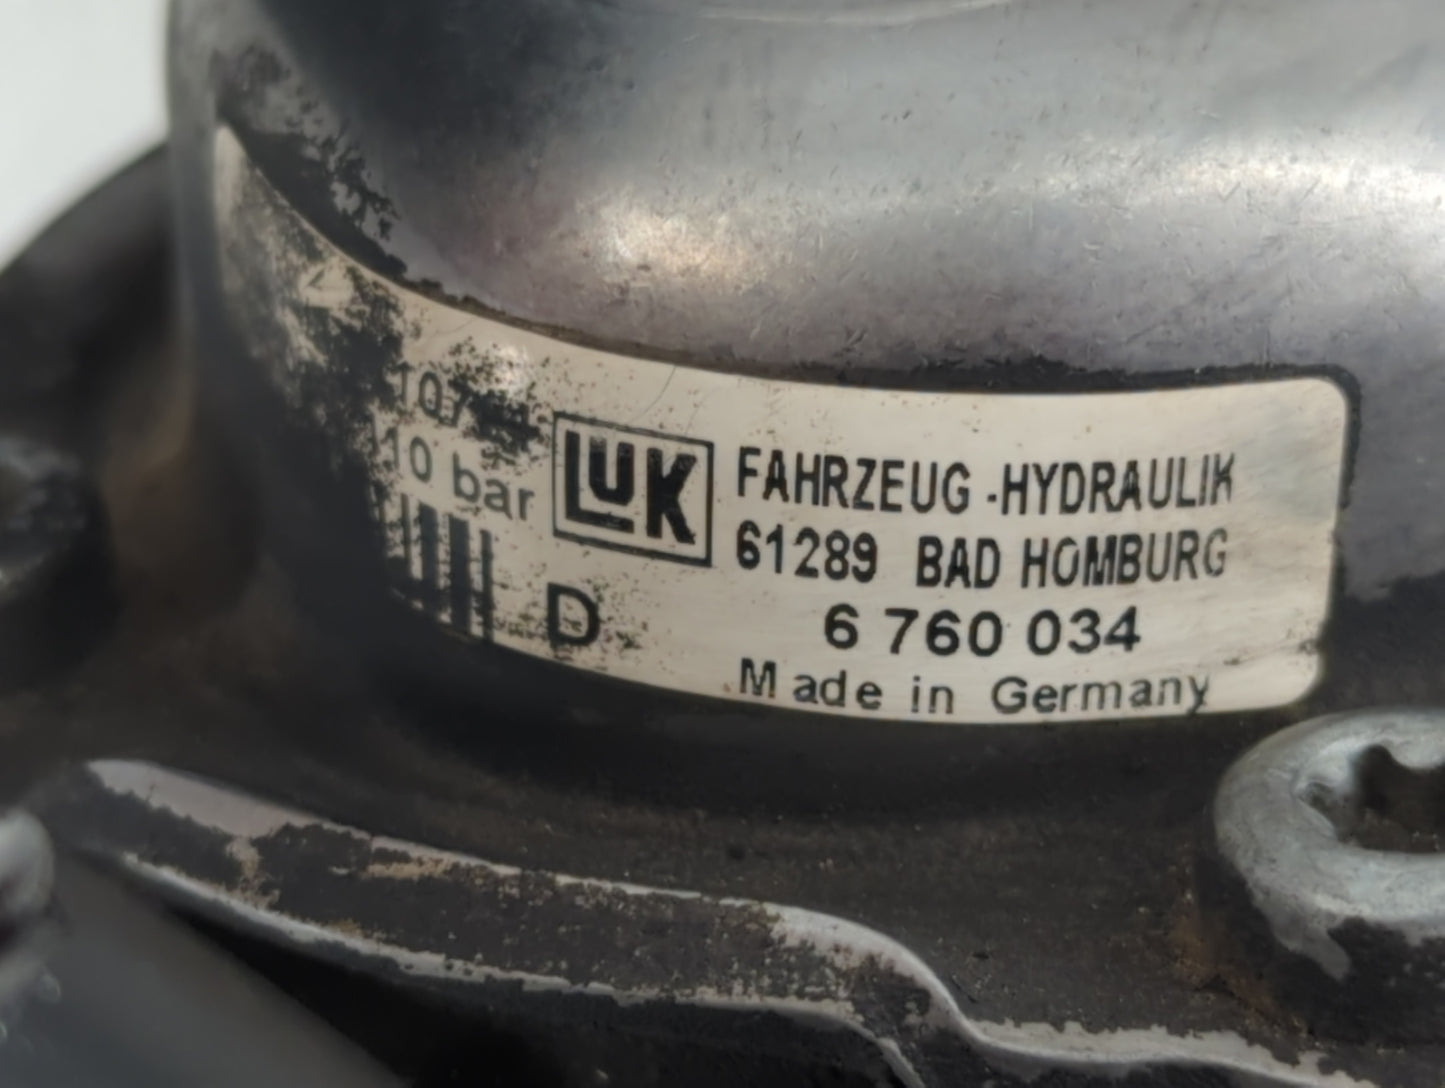 10 bar
D
LUK
FAHRZEUG -HYDRAULIK
61289 BAD HOMBURG
6 760 034
Made in Germany